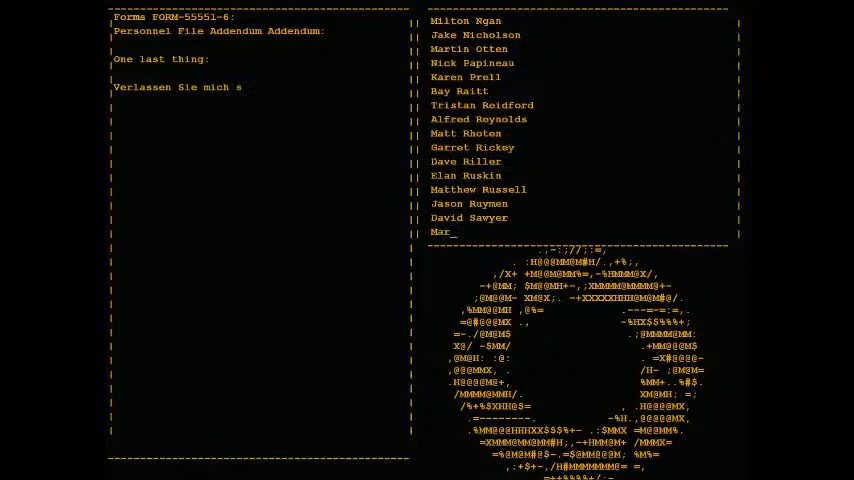 Forms FORM-55551-6:
Personnel File Addendum Addendum:
One last thing:
Verlassen Sie mich s
Milton Ngan
Jake Nicholson
Martin Otten
Nick Papineau
Karen Prell
Bay Raitt
Tristan Reidford
Alfred Reynolds
Matt Rhoten
Garret Rickey
Dave Riller
Elan Ruskin
Matthew Russell
Jason Ruymen
David Sawyer
Mar_